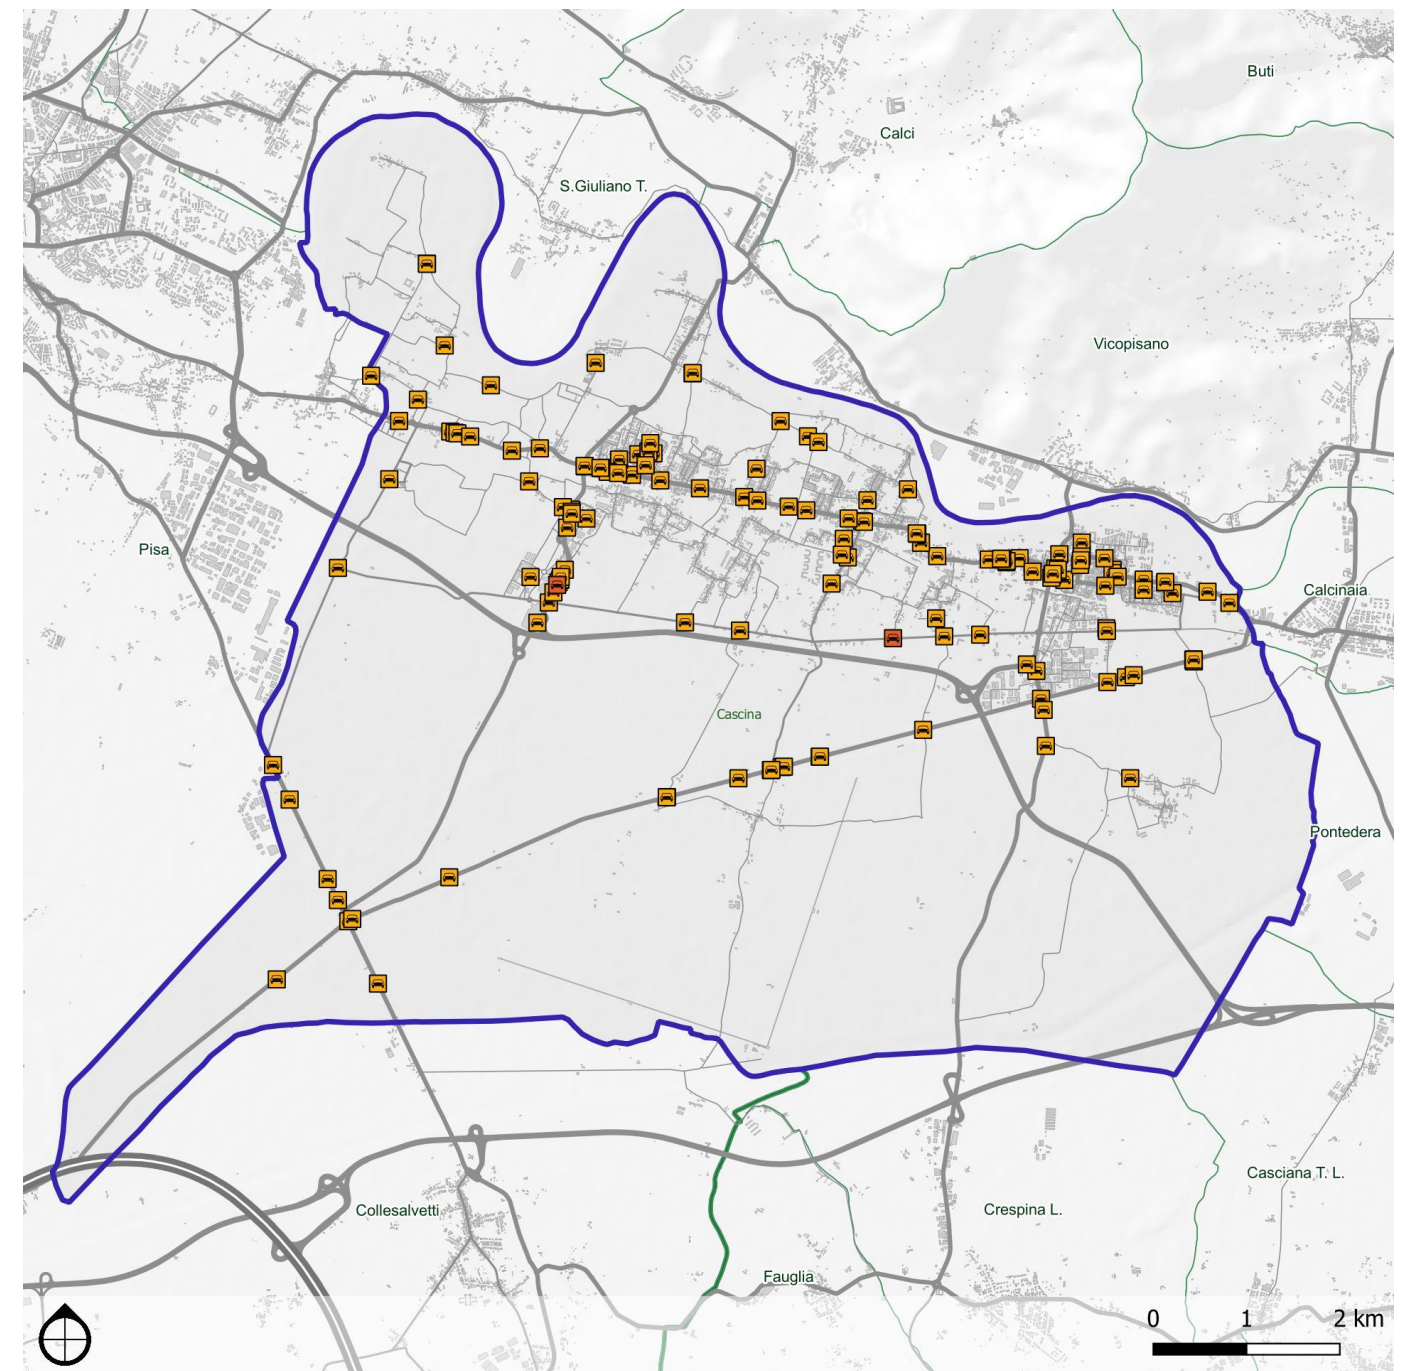 Buti
Calci
S.Giuliano T.
Vicopisano
Pisa
Calcinaia
Cascina
Pontedera
Casciana T. L.
Collesalvetti
Crespina L.
Fauglia
0 1 2 km